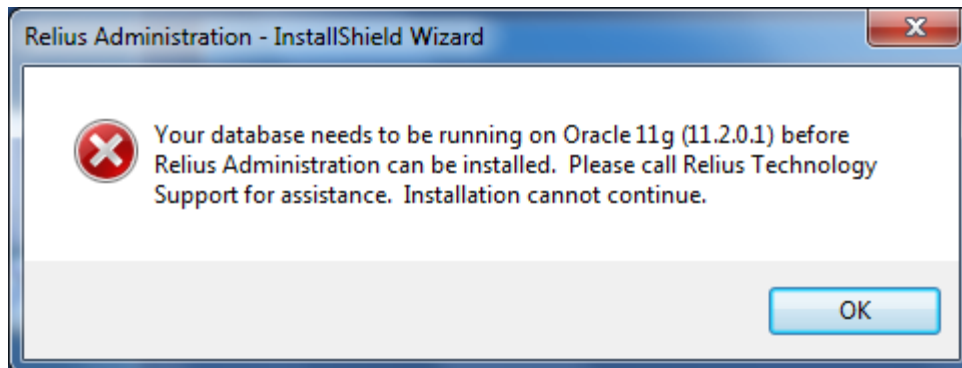 Relius Administration - InstallShield Wizard
Your database needs to be running on Oracle 11g (11.2.0.1) before
Relius Administration can be installed.  Please call Relius Technology
Support for assistance.  Installation cannot continue.
OK